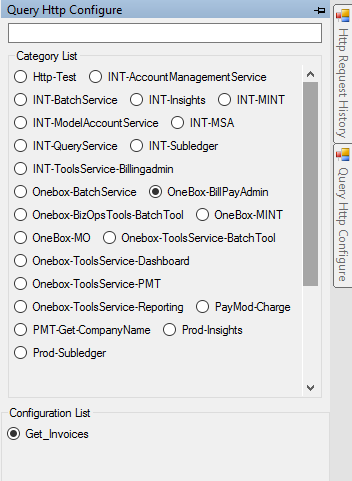 Query Http Configure
Category List
Http-Test INT-AccountManagementService
INT-BatchService INT-Insights INT-MINT
INT-ModelAccountService INT-MSA
INT-QueryService INT-Subledger
INT-ToolsService-Billingadmin
Onebox-BatchService OneBox-BillPayAdmin
Onebox-BizOpsTools-BatchTool OneBox-MINT
OneBox-MO Onebox-ToolsService-BatchTool
Onebox-ToolsService-Dashboard
Onebox-ToolsService-PMT
Onebox-ToolsService-Reporting PayMod-Charge
PMT-Get-CompanyName Prod-Insights
Prod-Subledger
Configuration List
Get_Invoices
Http Request History
Query Http Configure